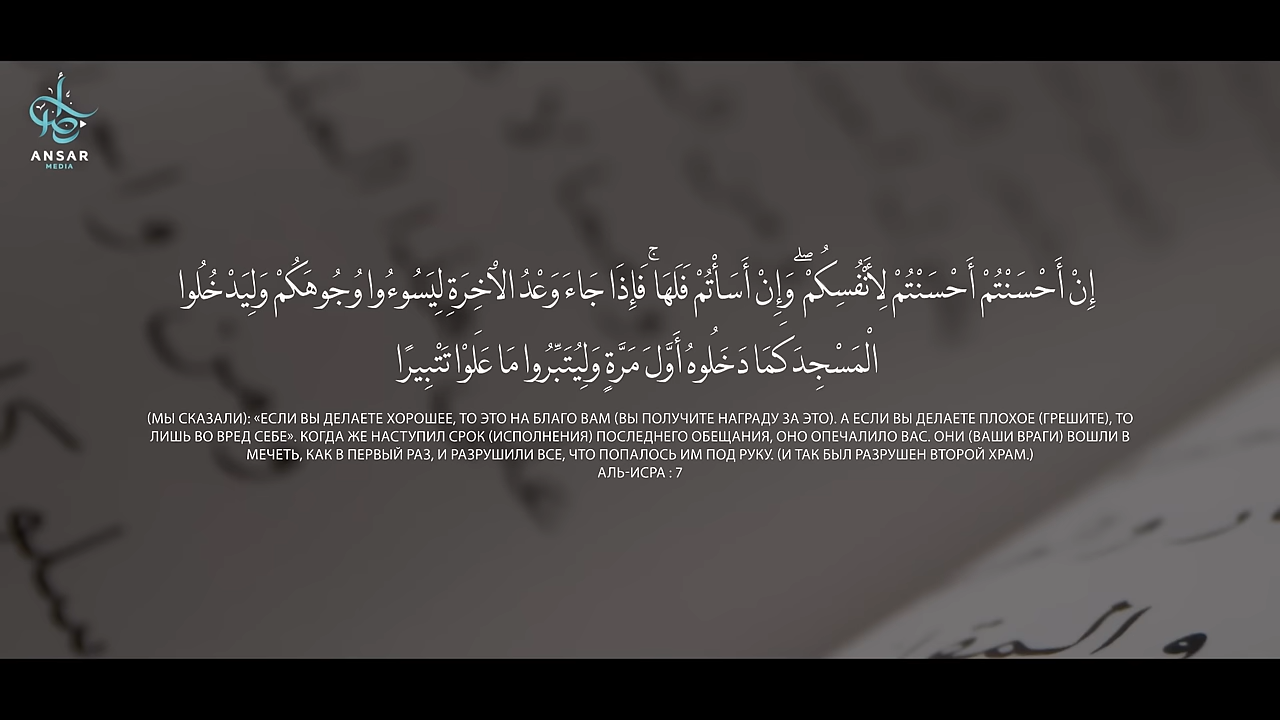 ANSAR
MEDIA
إِنْ أَحْسَنْتُمْ أَحْسَنْتُمْ لِأَنْفُسِكُمْ ۖ وَإِنْ أَسَأْتُمْ فَلَهَا ۚ فَإِذَا جَاءَ وَعْدُ الْآخِرَةِ لِيَسُوءُوا وُجُوهَكُمْ وَلِيَدْخُلُوا
الْمَسْجِدَ كَمَا دَخَلُوهُ أَوَّلَ مَرَّةٍ وَلِيُتَبِّرُوا مَا عَلَوْا تَتْبِيرًا
(МЫ СКАЗАЛИ): «ЕСЛИ ВЫ ДЕЛАЕТЕ ХОРОШЕЕ, ТО ЭТО НА БЛАГО ВАМ (ВЫ ПОЛУЧИТЕ НАГРАДУ ЗА ЭТО). А ЕСЛИ ВЫ ДЕЛАЕТЕ ПЛОХОЕ (ГРЕШИТЕ), ТО
ЛИШЬ ВО ВРЕД СЕБЕ». КОГДА ЖЕ НАСТУПИЛ СРОК (ИСПОЛНЕНИЯ) ПОСЛЕДНЕГО ОБЕЩАНИЯ, ОНО ОПЕЧАЛИЛО ВАС. ОНИ (ВАШИ ВРАГИ) ВОШЛИ В
МЕЧЕТЬ, КАК В ПЕРВЫЙ РАЗ, И РАЗРУШИЛИ ВСЕ, ЧТО ПОПАЛОСЬ ИМ ПОД РУКУ. (И ТАК БЫЛ РАЗРУШЕН ВТОРОЙ ХРАМ.)
АЛЬ-ИСРА : 7